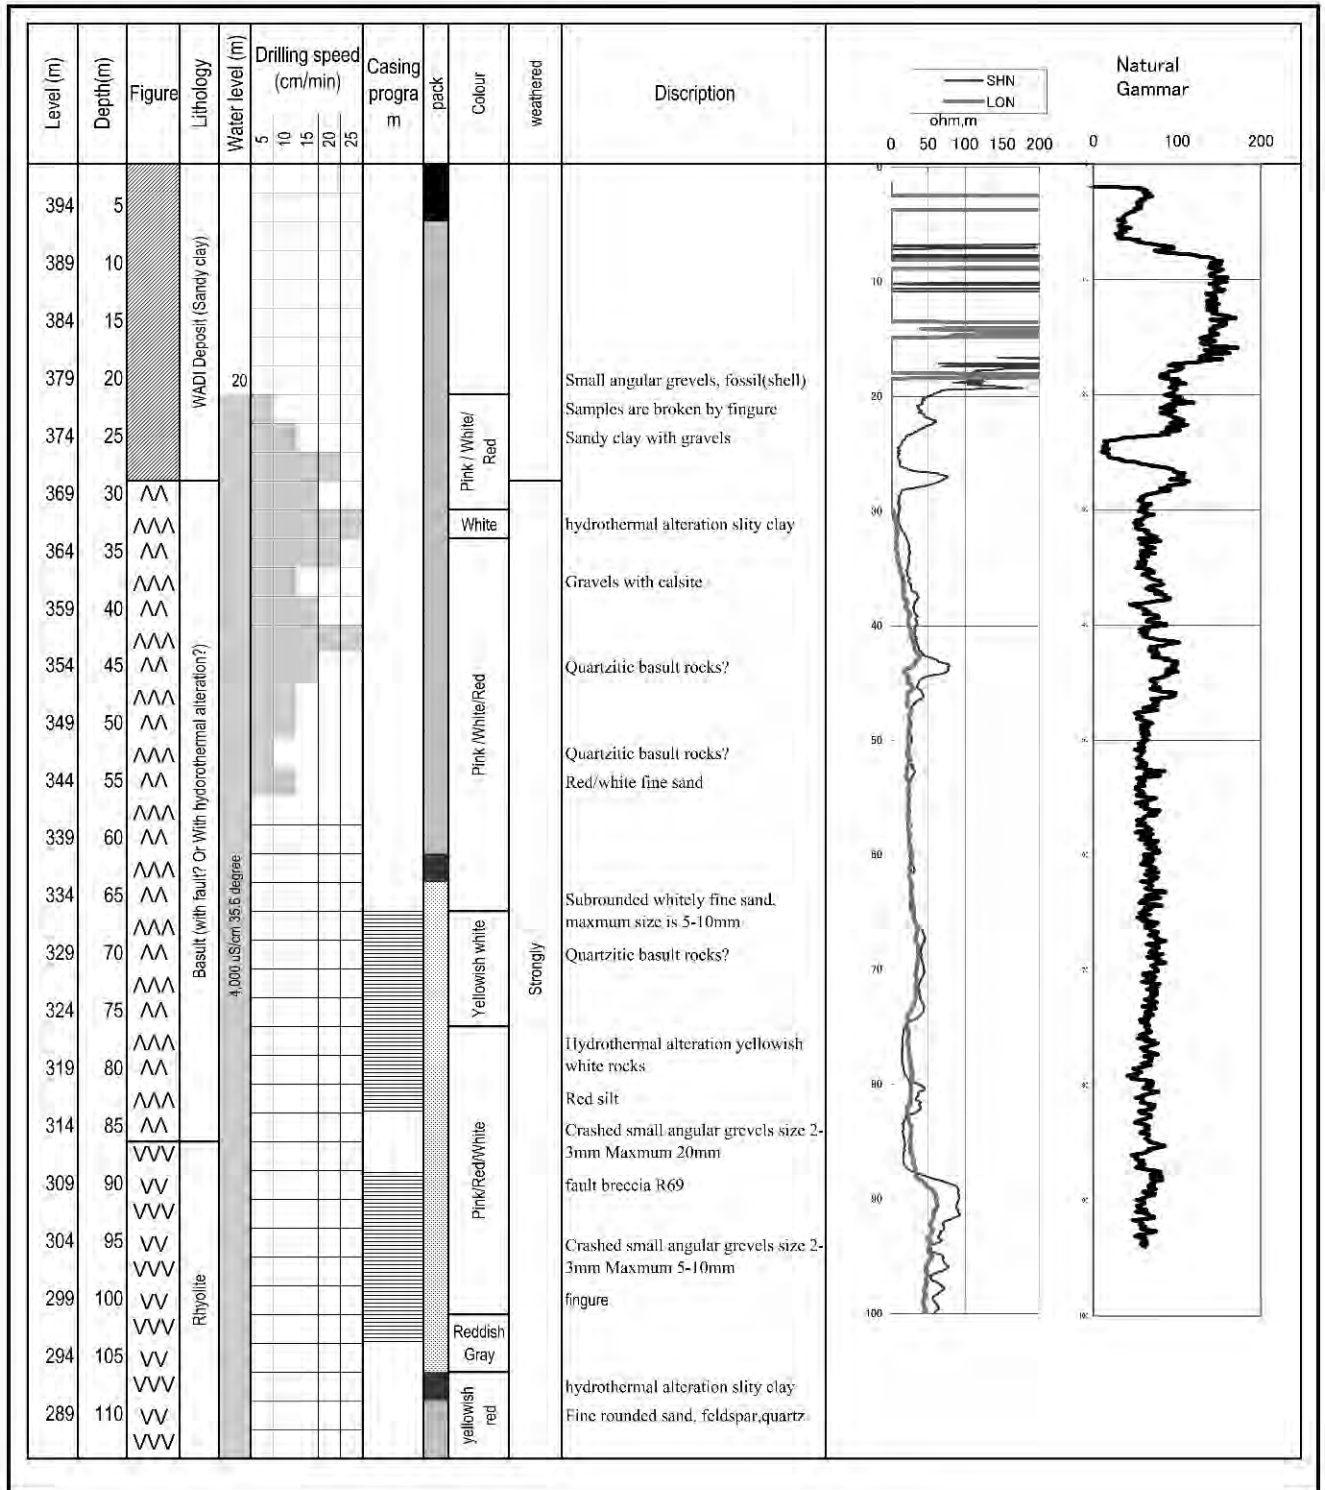 Level (m)
Depth(m)
Figure
Lithology
Water level (m)
Drilling speed
(cm/min)
5
10
15
20
25
Casing
progra
m
pack
Colour
weathered
Discription
SHN
LON
ohm,m
0 50 100 150 200
Natural
Gammar
0 100 200
394 5
389 10
384 15
379 20
374 25
369 30
364 35
359 40
354 45
349 50
344 55
339 60
334 65
329 70
324 75
319 80
314 85
309 90
304 95
299 100
294 105
289 110
WADI Deposit (Sandy clay)
Basult (with fault? Or With hydorothermal alteration?)
Rhyolite
20
4,000 uS/cm 35.6 degree
Pink / White/
Red
White
Pink /White/Red
Yellowish white
Pink/Red/White
Reddish
Gray
yellowish
red
Strongly
Small angular grevels, fossil(shell)
Samples are broken by fingure
Sandy clay with gravels
hydrothermal alteration slity clay
Gravels with calsite
Quartzitic basult rocks?
Quartzitic basult rocks?
Red/white fine sand
Subrounded whitely fine sand,
maxmum size is 5-10mm
Quartzitic basult rocks?
Hydrothermal alteration yellowish
white rocks
Red silt
Crashed small angular grevels size 2-
3mm Maxmum 20mm
fault breccia R69
Crashed small angular grevels size 2-
3mm Maxmum 5-10mm
fingure
hydrothermal alteration slity clay
Fine rounded sand, feldspar,quartz
0
10
20
30
40
50
60
70
80
90
100